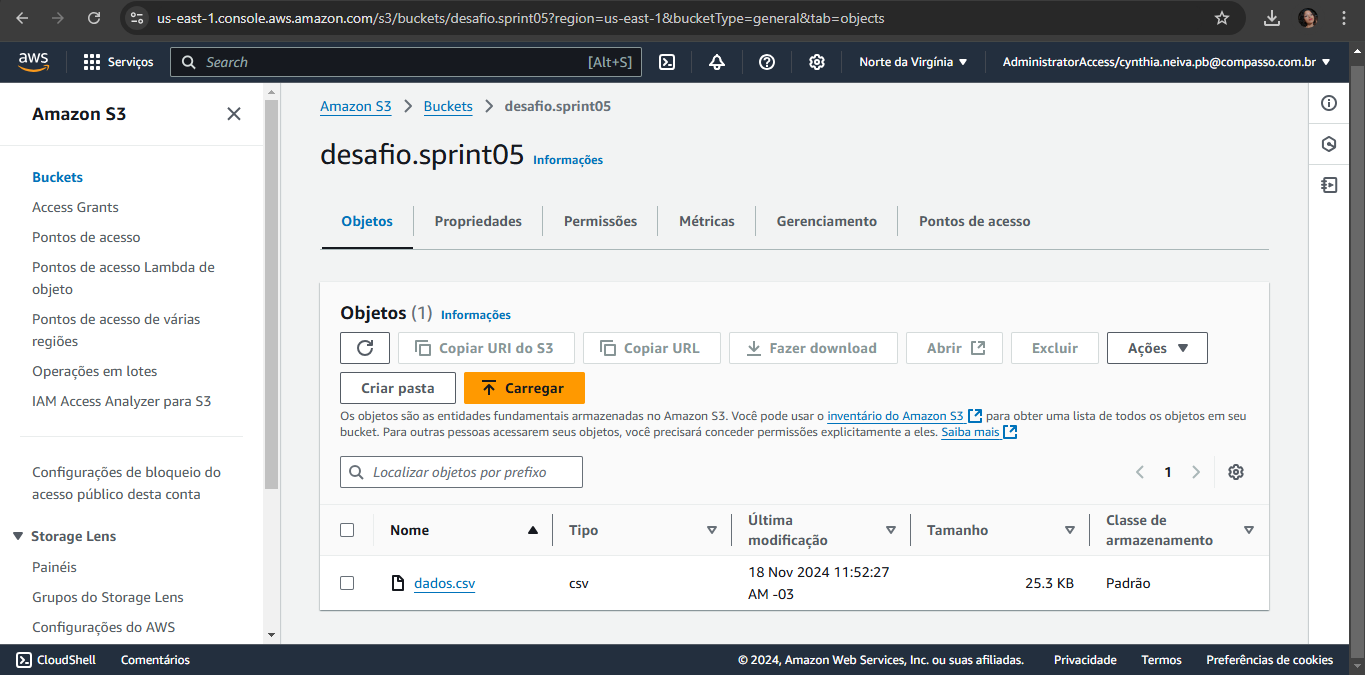 us-east-1.console.aws.amazon.com/s3/buckets/desafio.sprint05?region=us-east-1&bucketType=general&tab=objects
aws
Serviços
Search
[Alt+S]
Norte da Virgínia
AdministratorAccess/cynthia.neiva.pb@compasso.com.br
Amazon S3
Buckets
Access Grants
Pontos de acesso
Pontos de acesso Lambda de
objeto
Pontos de acesso de várias
regiões
Operações em lotes
IAM Access Analyzer para S3
Configurações de bloqueio do
acesso público desta conta
Storage Lens
Painéis
Grupos do Storage Lens
Configurações do AWS
Amazon S3 > Buckets > desafio.sprint05
desafio.sprint05 Informações
Objetos
Propriedades
Permissões
Métricas
Gerenciamento
Pontos de acesso
Objetos (1) Informações
Copiar URI do S3
Copiar URL
Fazer download
Abrir
Excluir
Ações
Criar pasta
Carregar
Os objetos são as entidades fundamentais armazenadas no Amazon S3. Você pode usar o inventário do Amazon S3 para obter uma lista de todos os objetos em seu
bucket. Para outras pessoas acessarem seus objetos, você precisará conceder permissões explicitamente a eles. Saiba mais
Localizar objetos por prefixo
1
Nome
Tipo
Última
modificação
Tamanho
Classe de
armazenamento
dados.csv
csv
18 Nov 2024 11:52:27
AM -03
25.3 KB
Padrão
CloudShell
Comentários
© 2024, Amazon Web Services, Inc. ou suas afiliadas.
Privacidade
Termos
Preferências de cookies